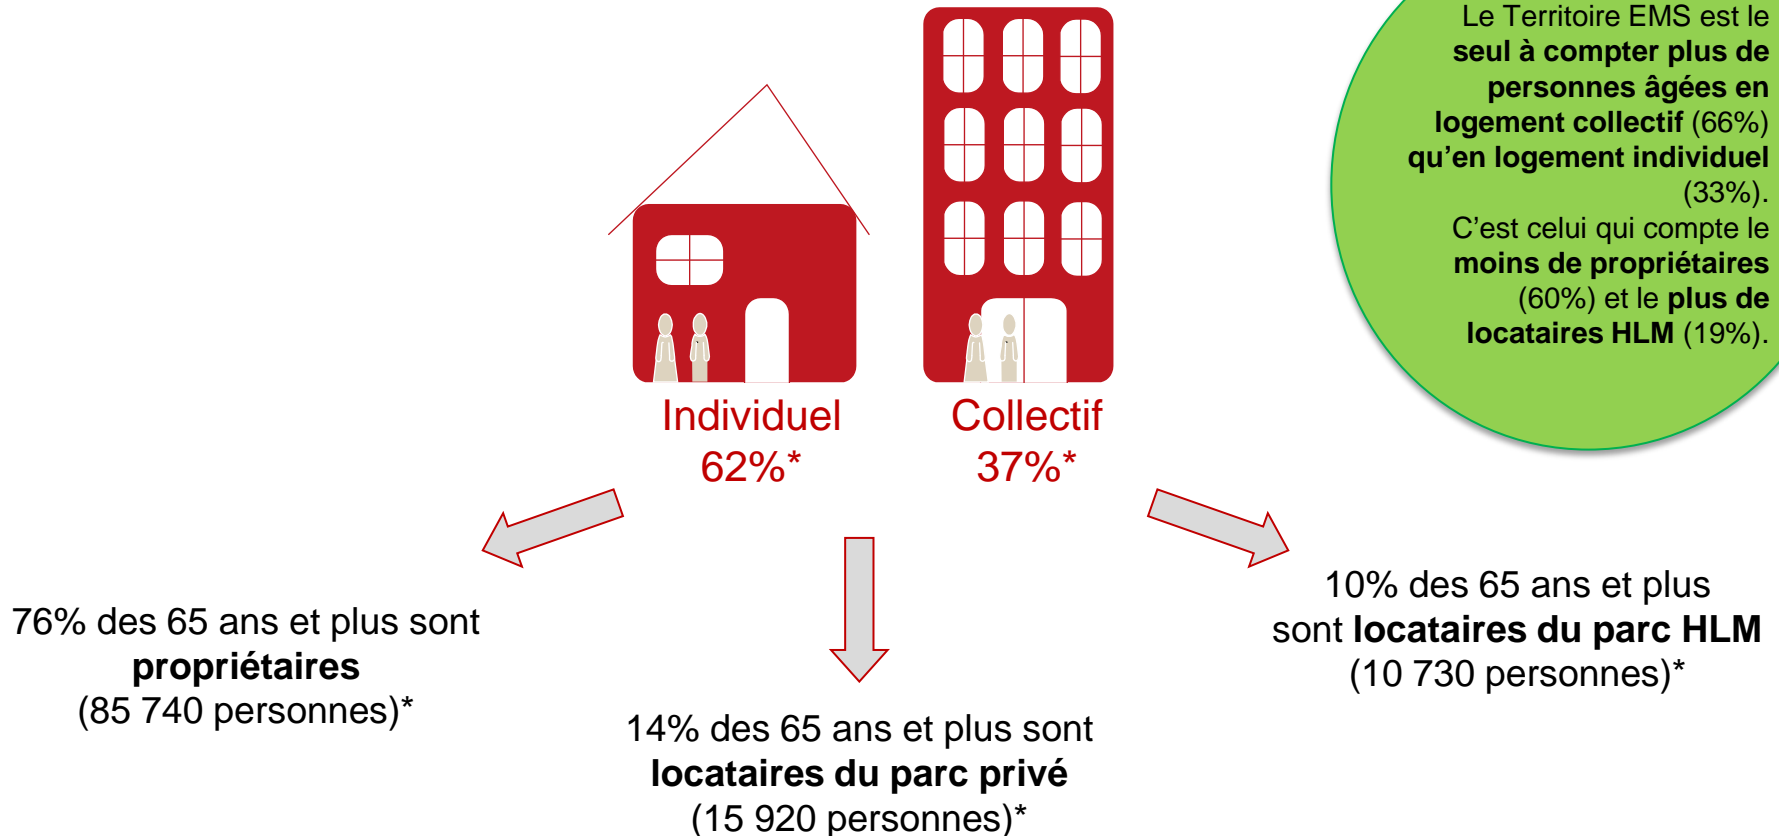 Le Territoire EMS est le
seul à compter plus de
personnes âgées en
logement collectif (66%)
qu’en logement individuel
(33%).
C’est celui qui compte le
moins de propriétaires
(60%) et le plus de
locataires HLM (19%).
Individuel
62%*
Collectif
37%*
76% des 65 ans et plus sont
propriétaires
(85 740 personnes)*
14% des 65 ans et plus sont
locataires du parc privé
(15 920 personnes)*
10% des 65 ans et plus
sont locataires du parc HLM
(10 730 personnes)*